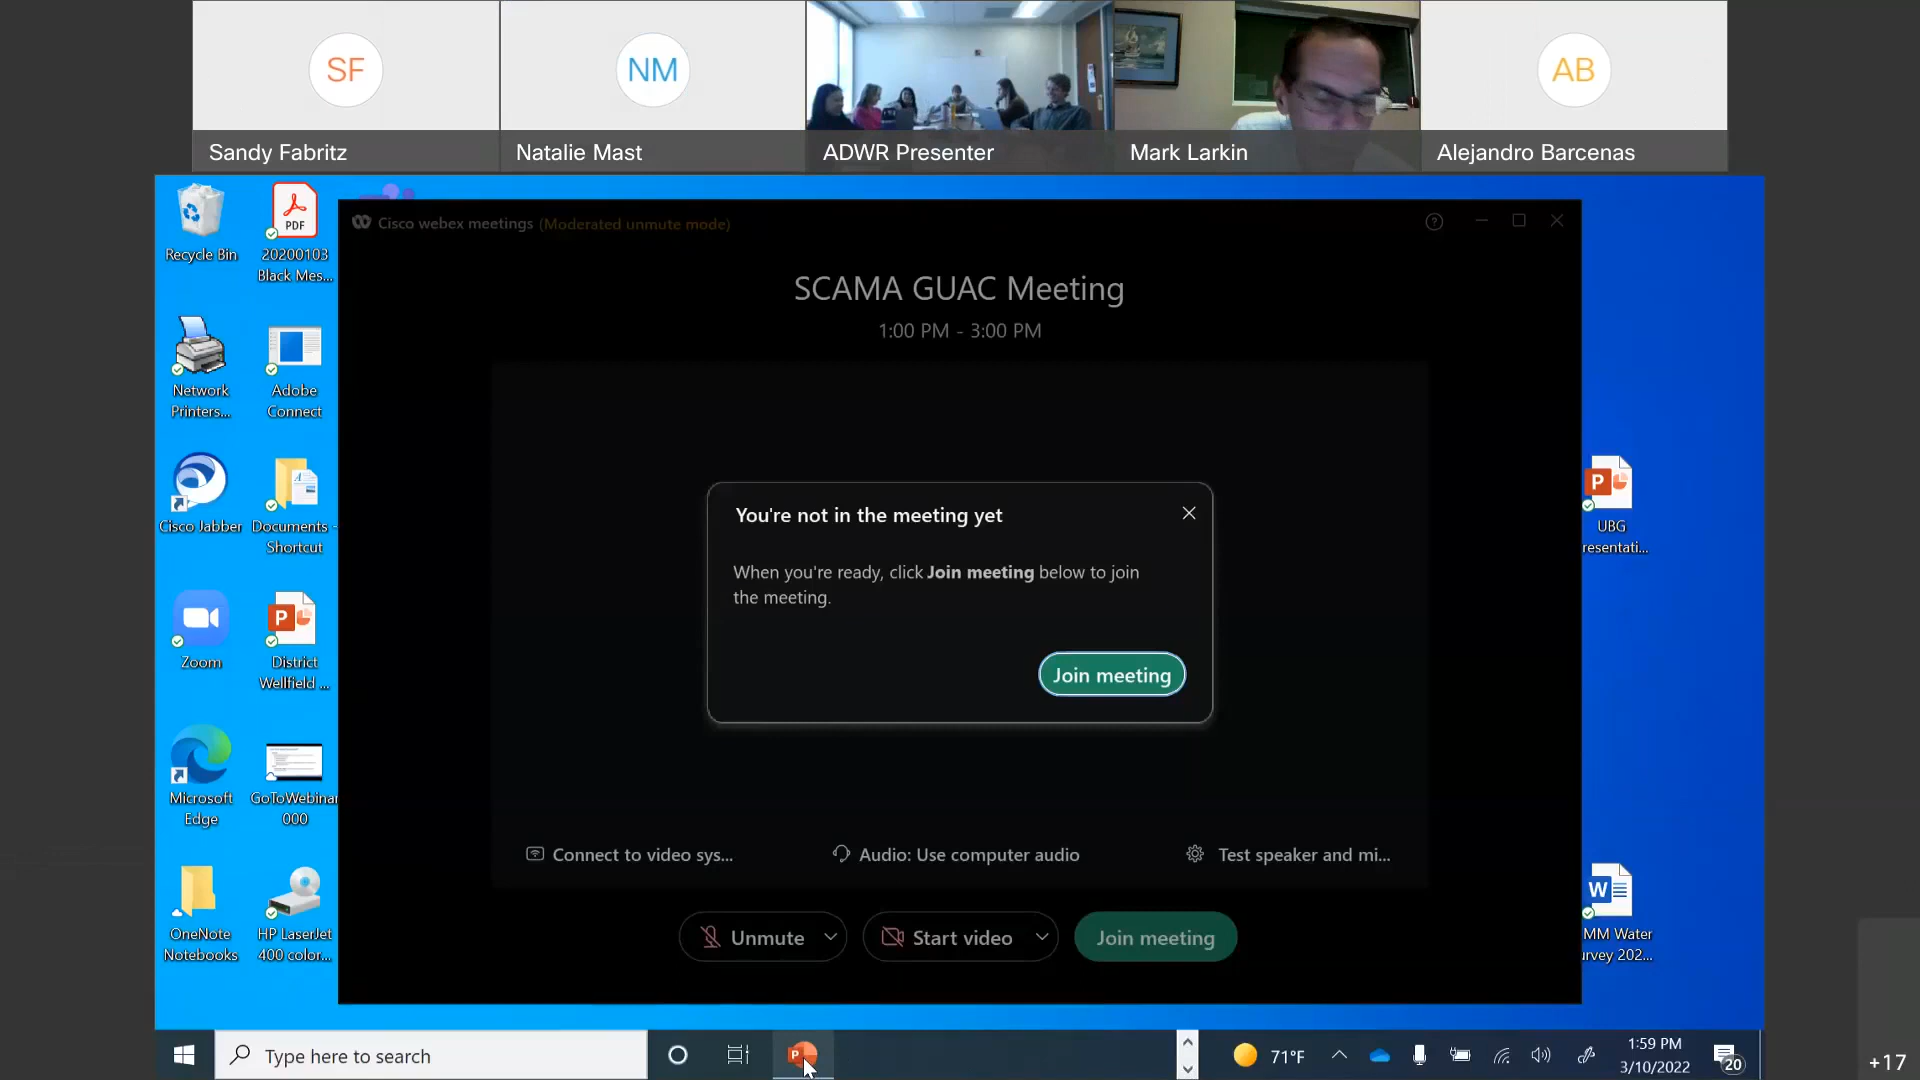 SF
NM
AB
Sandy Fabritz
Natalie Mast
ADWR Presenter
Mark Larkin
Alejandro Barcenas
Cisco webex meetings (Moderated unmute mode)
SCAMA GUAC Meeting
1:00 PM - 3:00 PM
You're not in the meeting yet
When you're ready, click Join meeting below to join
the meeting.
Join meeting
Connect to video sys...
Audio: Use computer audio
Test speaker and mi...
Unmute
Start video
Join meeting
Recycle Bin
PDF
20200103
Black Mes...
Network
Printers...
Adobe
Connect
Cisco Jabber
Documents -
Shortcut
Zoom
P
District
Wellfield ...
Microsoft
Edge
GoToWebinar
000
OneNote
Notebooks
HP LaserJet
400 color...
P
UBG
resentati...
W
MM Water
urvey 202...
Type here to search
P
71°F
1:59 PM
3/10/2022
20
+17